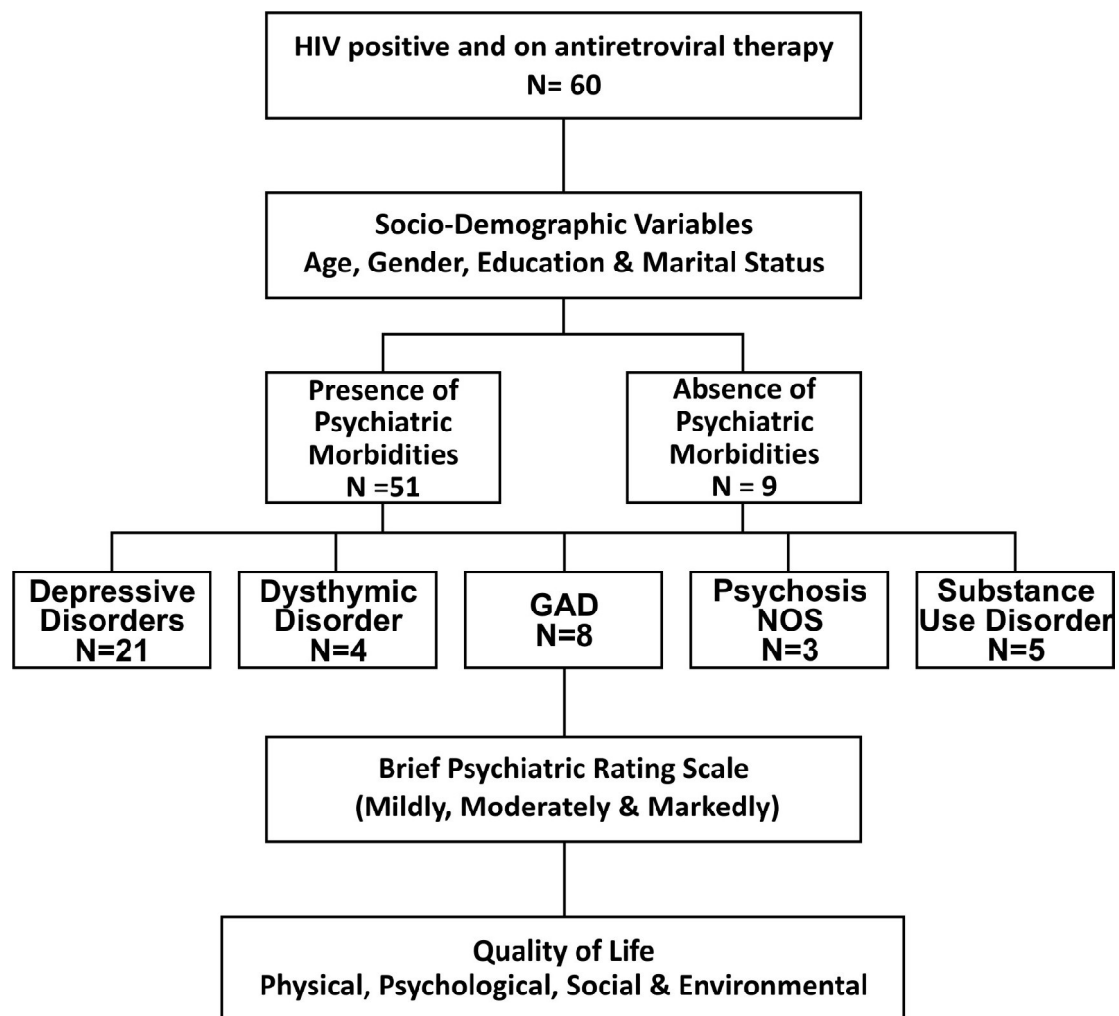 HIV positive and on antiretroviral therapy
N= 60
Socio-Demographic Variables
Age, Gender, Education & Marital Status
Presence of
Psychiatric
Morbidities
N =51
Absence of
Psychiatric
Morbidities
N = 9
Depressive
Disorders
N=21
Dysthymic
Disorder
N=4
GAD
N=8
Psychosis
NOS
N=3
Substance
Use Disorder
N=5
Brief Psychiatric Rating Scale
(Mildly, Moderately & Markedly)
Quality of Life
Physical, Psychological, Social & Environmental